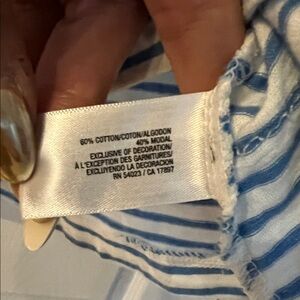 60% COTTON/COTON/ALGODON
40% MODAL
EXCLUSIVE OF DECORATION/
À L'EXCEPTION DES GARNITURES/
EXCLUYENDO LA DECORACION
RN 54023 / CA 17897